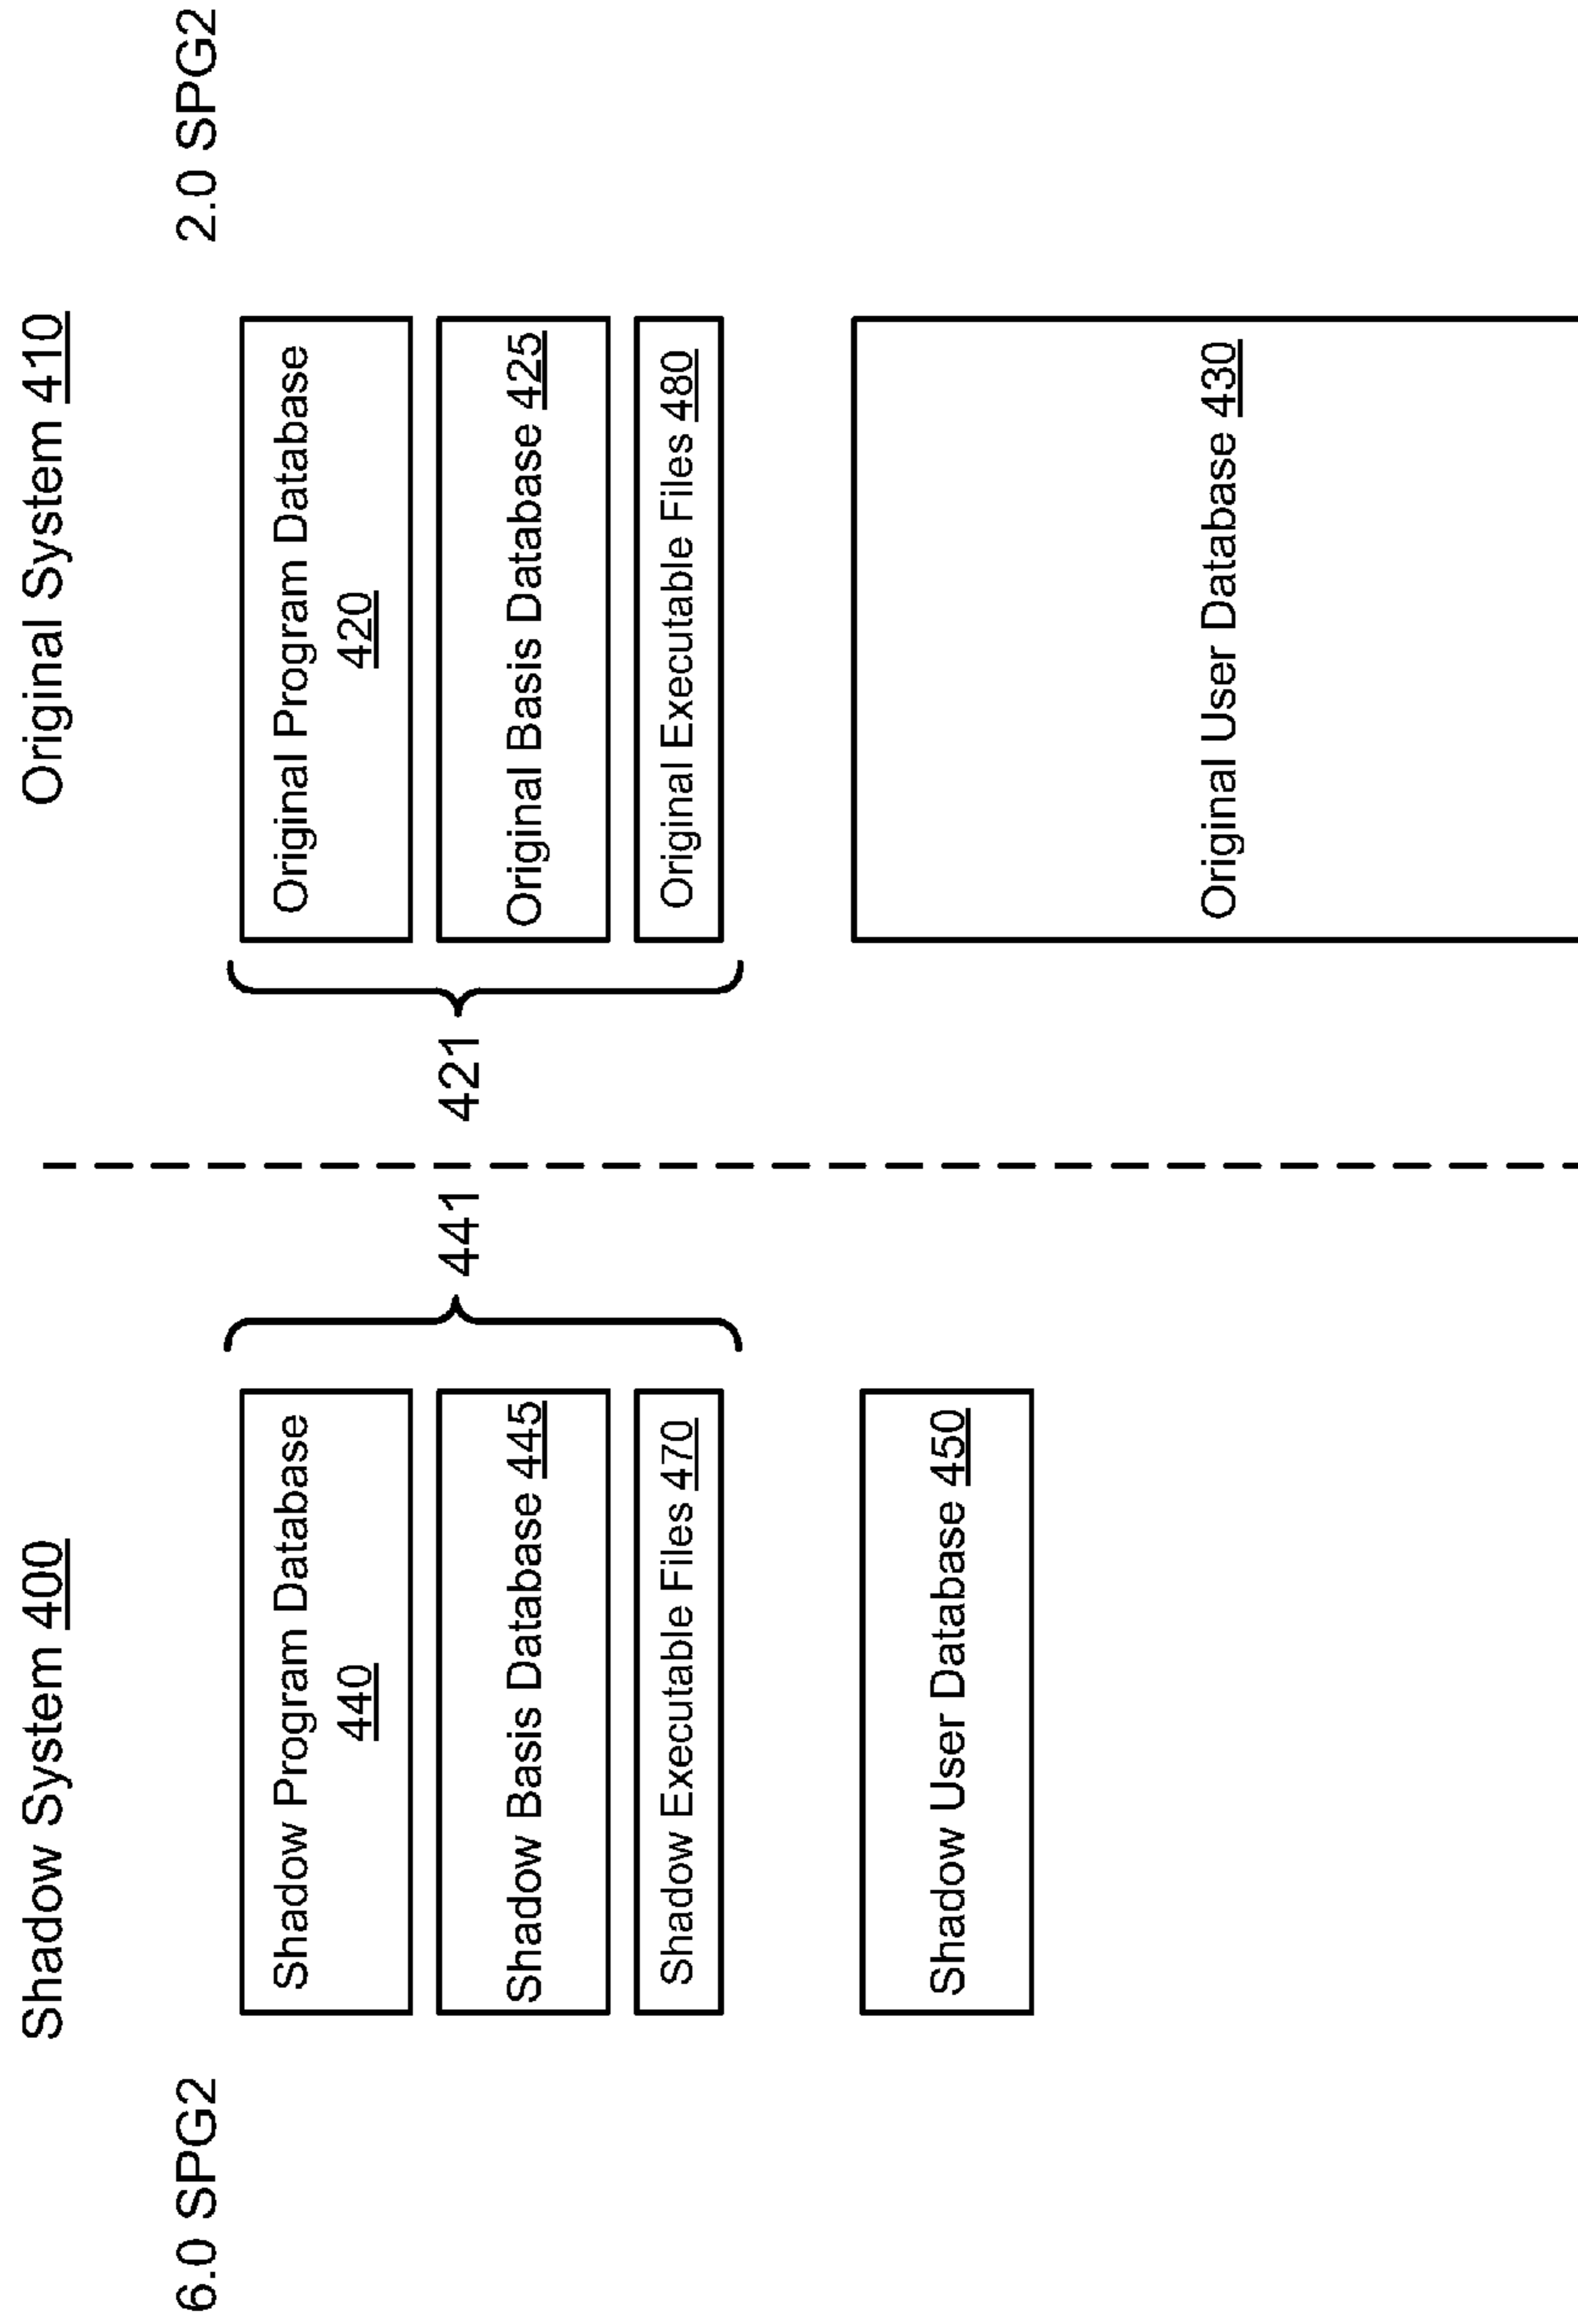 Shadow System 400
Original System 410
6.0 SPG2
2.0 SPG2
Shadow Program Database
440
Original Program Database
420
Shadow Basis Database 445
441
421
Original Basis Database 425
Shadow Executable Files 470
Original Executable Files 480
Shadow User Database 450
Original User Database 430